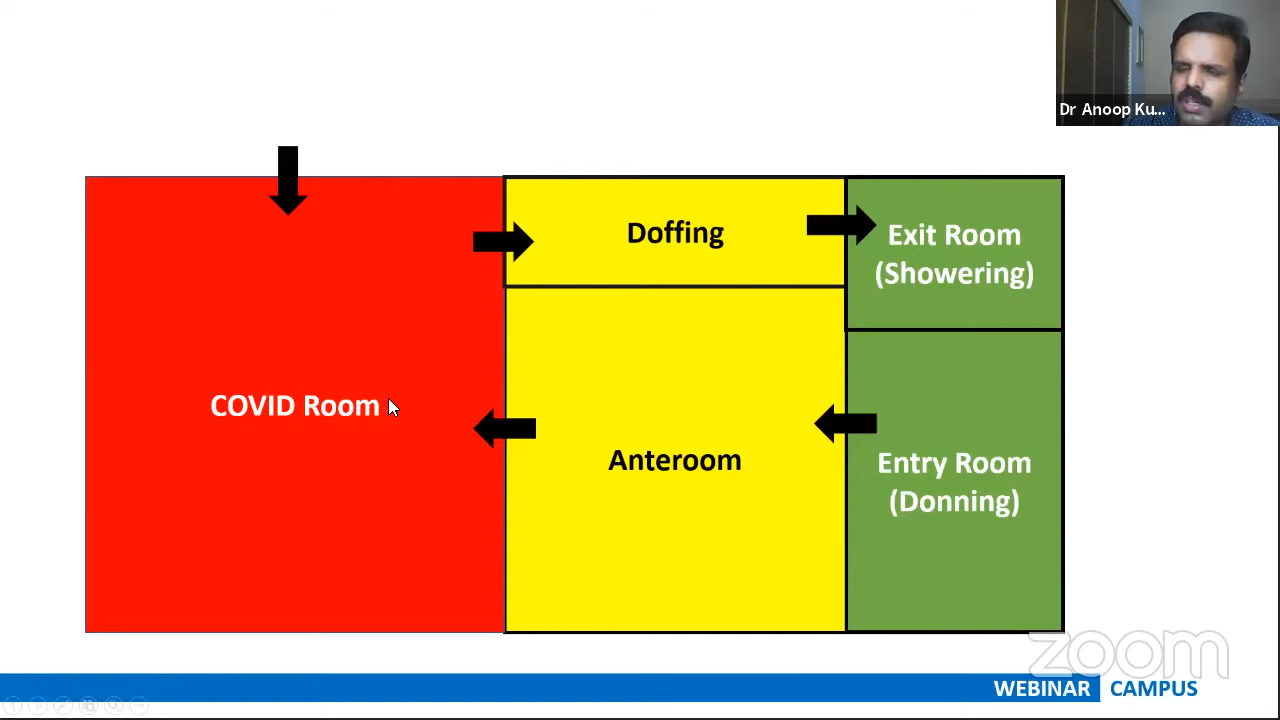 Dr Anoop Ku...
Doffing
Exit Room
(Showering)
COVID Room
Anteroom
Entry Room
(Donning)
zoom
WEBINAR CAMPUS